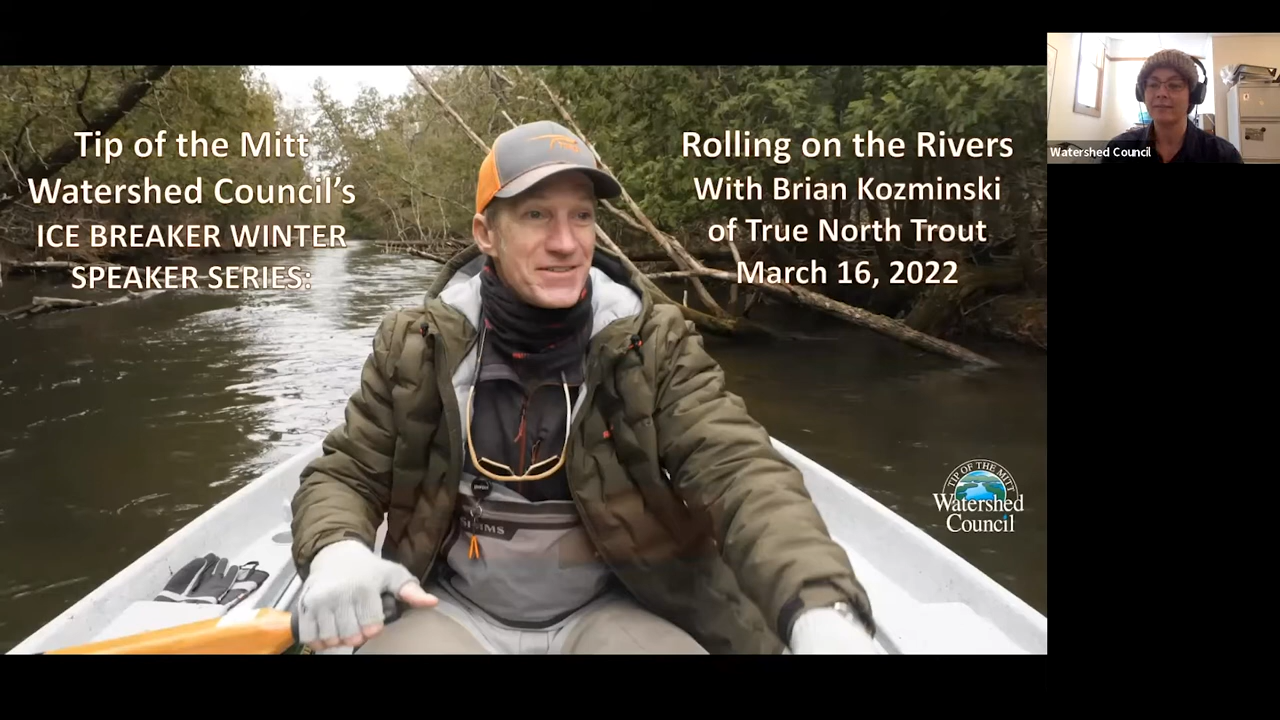 Tip of the Mitt
Watershed Council's
ICE BREAKER WINTER
SPEAKER SERIES:
Rolling on the Rivers
With Brian Kozminski
of True North Trout
March 16, 2022
Watershed Council
SIMMS
TIP OF THE MITT
Watershed
Council